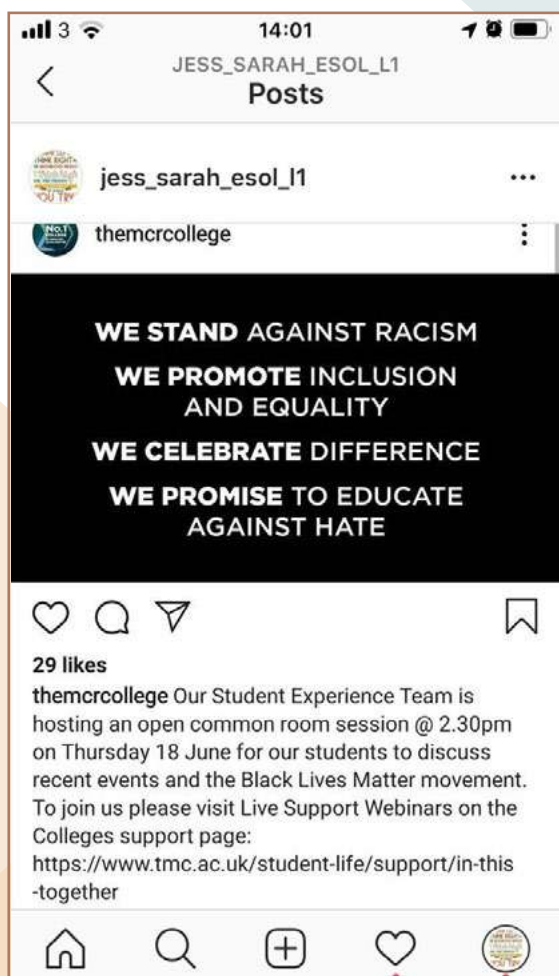 3 14:01
JESS_SARAH_ESOL_L1
Posts
jess_sarah_esol_l1
themcrcollege
WE STAND AGAINST RACISM
WE PROMOTE INCLUSION
AND EQUALITY
WE CELEBRATE DIFFERENCE
WE PROMISE TO EDUCATE
AGAINST HATE
29 likes
themcrcollege Our Student Experience Team is
hosting an open common room session @ 2.30pm
on Thursday 18 June for our students to discuss
recent events and the Black Lives Matter movement.
To join us please visit Live Support Webinars on the
Colleges support page:
https://www.tmc.ac.uk/student-life/support/in-this
-together